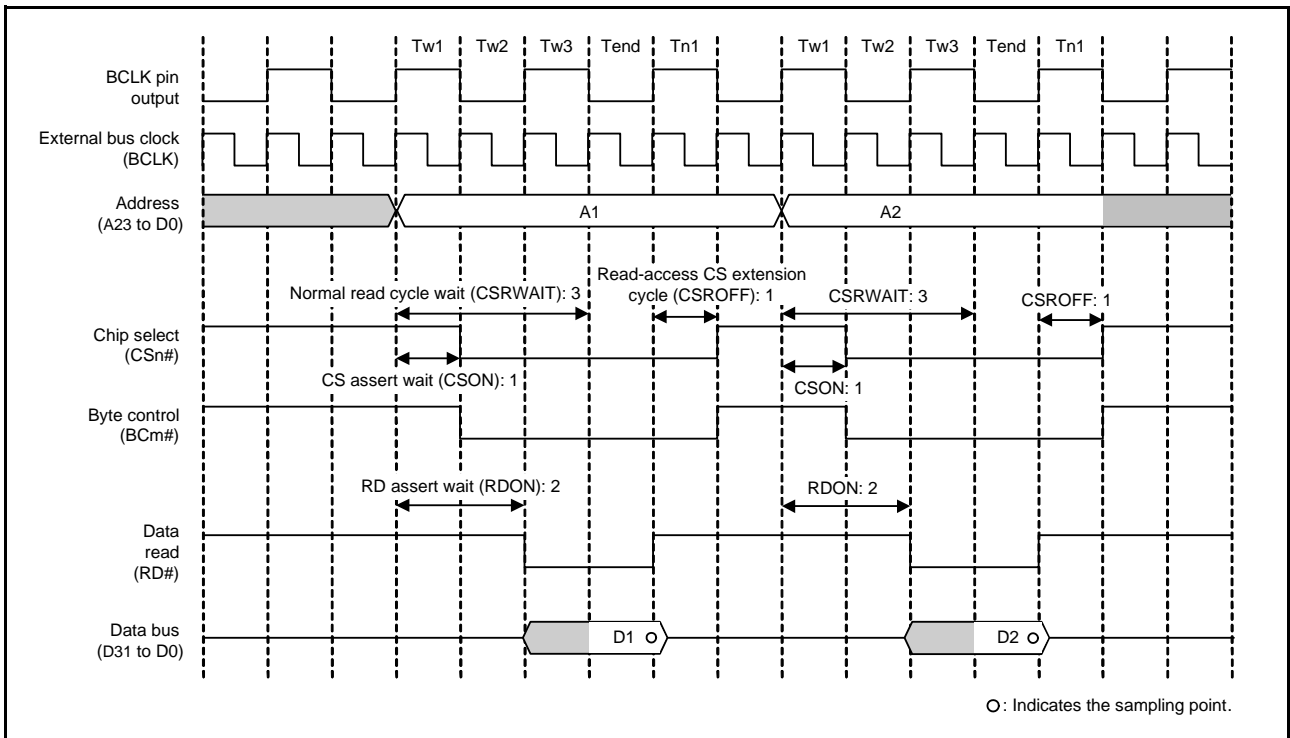 Tw1 Tw2 Tw3 Tend Tn1 Tw1 Tw2 Tw3 Tend Tn1
BCLK pin
output
External bus clock
(BCLK)
Address
(A23 to D0)
A1
A2
Read-access CS extension
cycle (CSROFF): 1
Normal read cycle wait (CSRWAIT): 3
CSRWAIT: 3
CSROFF: 1
Chip select
(CSn#)
CS assert wait (CSON): 1
CSON: 1
Byte control
(BCm#)
RD assert wait (RDON): 2
RDON: 2
Data
read
(RD#)
Data bus
(D31 to D0)
D1
D2
: Indicates the sampling point.